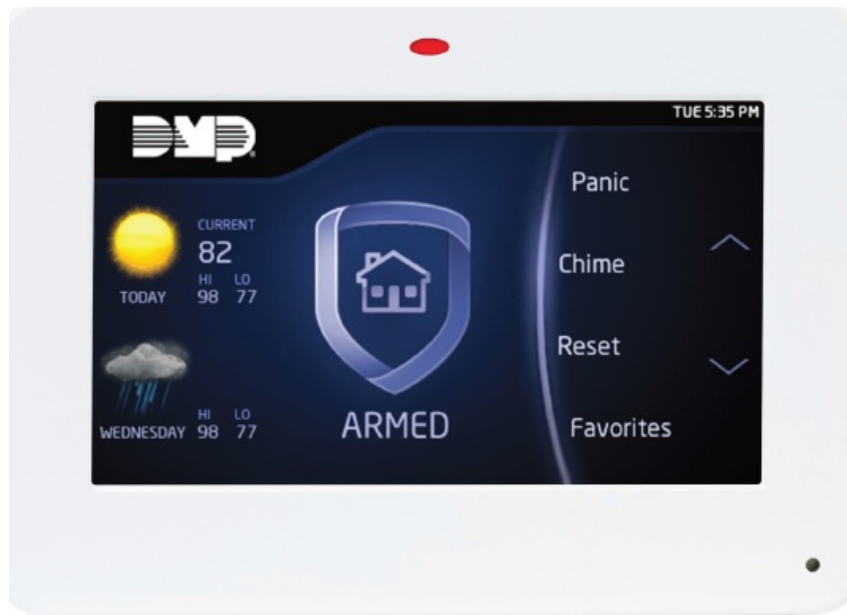 DMP
TUE 5:35 PM
CURRENT
82
HI LO
98 77
TODAY
HI LO
98 77
WEDNESDAY
ARMED
Panic
Chime
Reset
Favorites